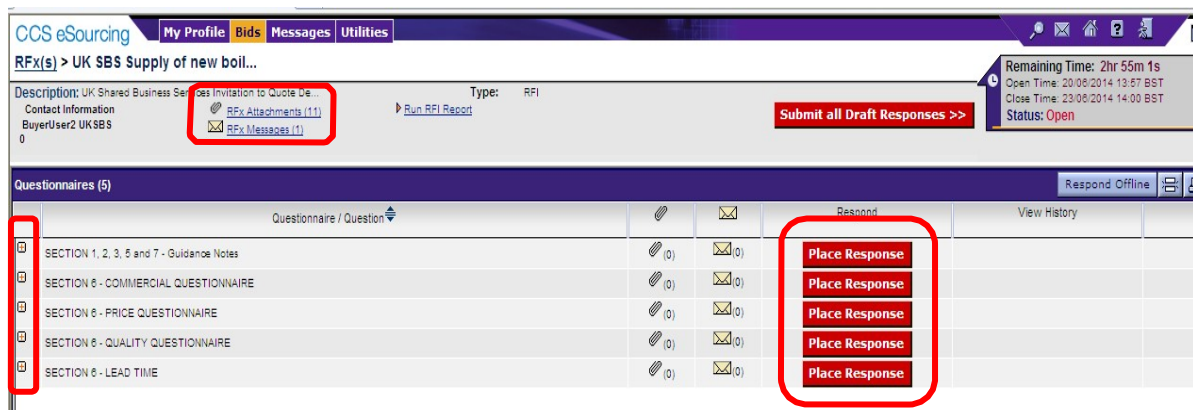 CCS eSourcing My Profile Bids Messages Utilities
RFx(s) > UK SBS Supply of new boil...
Remaining Time: 2hr 55m 1s
Open Time: 20/06/2014 13:57 BST
Close Time: 23/06/2014 14:00 BST
Status: Open
Description: UK Shared Business Services Invitation to Quote De... Type: RFI
Contact Information RFx Attachments (11) Run RFI Report
BuyerUser2 UKSBS RFx Messages (1)
0
Submit all Draft Responses >>
Questionnaires (5) Respond Offline
Questionnaire / Question Respond View History
SECTION 1, 2, 3, 5 and 7 - Guidance Notes (0) (0) Place Response
SECTION 6 - COMMERCIAL QUESTIONNAIRE (0) (0) Place Response
SECTION 6 - PRICE QUESTIONNAIRE (0) (0) Place Response
SECTION 6 - QUALITY QUESTIONNAIRE (0) (0) Place Response
SECTION 6 - LEAD TIME (0) (0) Place Response